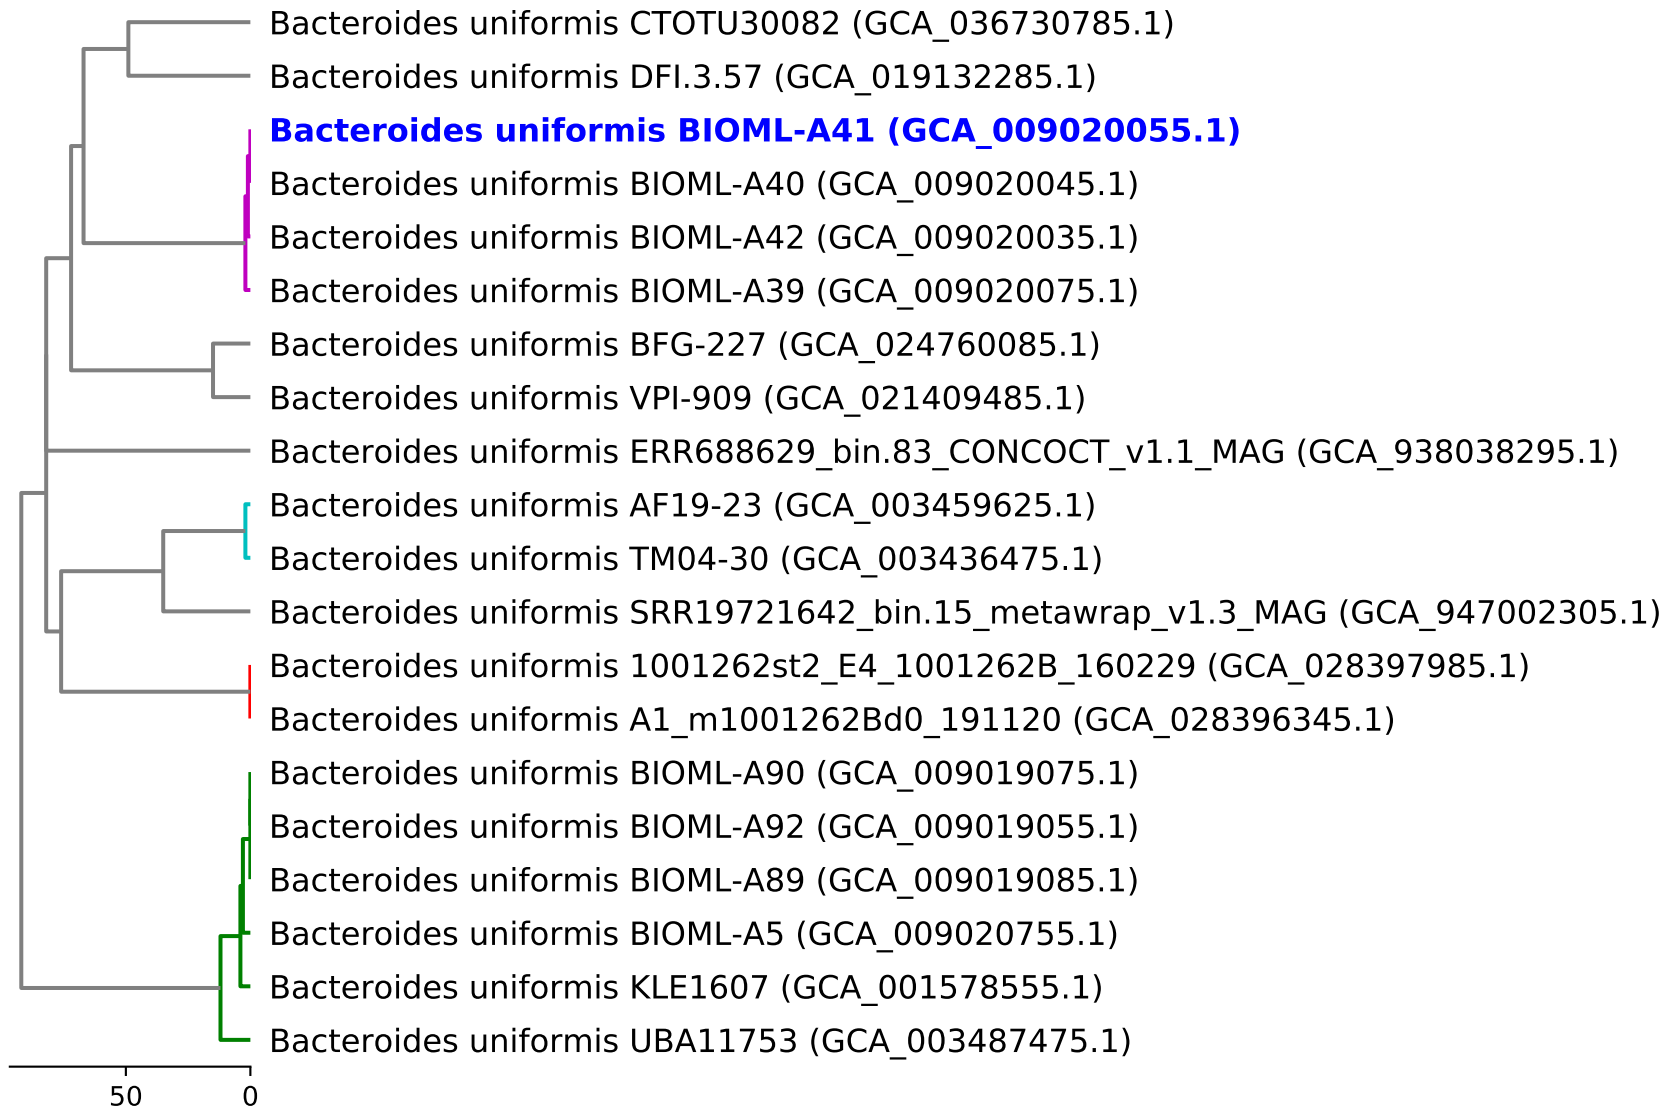 Bacteroides uniformis CTOTU30082 (GCA_036730785.1)
Bacteroides uniformis DFI.3.57 (GCA_019132285.1)
Bacteroides uniformis BIOML-A41 (GCA_009020055.1)
Bacteroides uniformis BIOML-A40 (GCA_009020045.1)
Bacteroides uniformis BIOML-A42 (GCA_009020035.1)
Bacteroides uniformis BIOML-A39 (GCA_009020075.1)
Bacteroides uniformis BFG-227 (GCA_024760085.1)
Bacteroides uniformis VPI-909 (GCA_021409485.1)
Bacteroides uniformis ERR688629_bin.83_CONCOCT_v1.1_MAG (GCA_938038295.1)
Bacteroides uniformis AF19-23 (GCA_003459625.1)
Bacteroides uniformis TM04-30 (GCA_003436475.1)
Bacteroides uniformis SRR19721642_bin.15_metawrap_v1.3_MAG (GCA_947002305.1)
Bacteroides uniformis 1001262st2_E4_1001262B_160229 (GCA_028397985.1)
Bacteroides uniformis A1_m1001262Bd0_191120 (GCA_028396345.1)
Bacteroides uniformis BIOML-A90 (GCA_009019075.1)
Bacteroides uniformis BIOML-A92 (GCA_009019055.1)
Bacteroides uniformis BIOML-A89 (GCA_009019085.1)
Bacteroides uniformis BIOML-A5 (GCA_009020755.1)
Bacteroides uniformis KLE1607 (GCA_001578555.1)
Bacteroides uniformis UBA11753 (GCA_003487475.1)
50 0